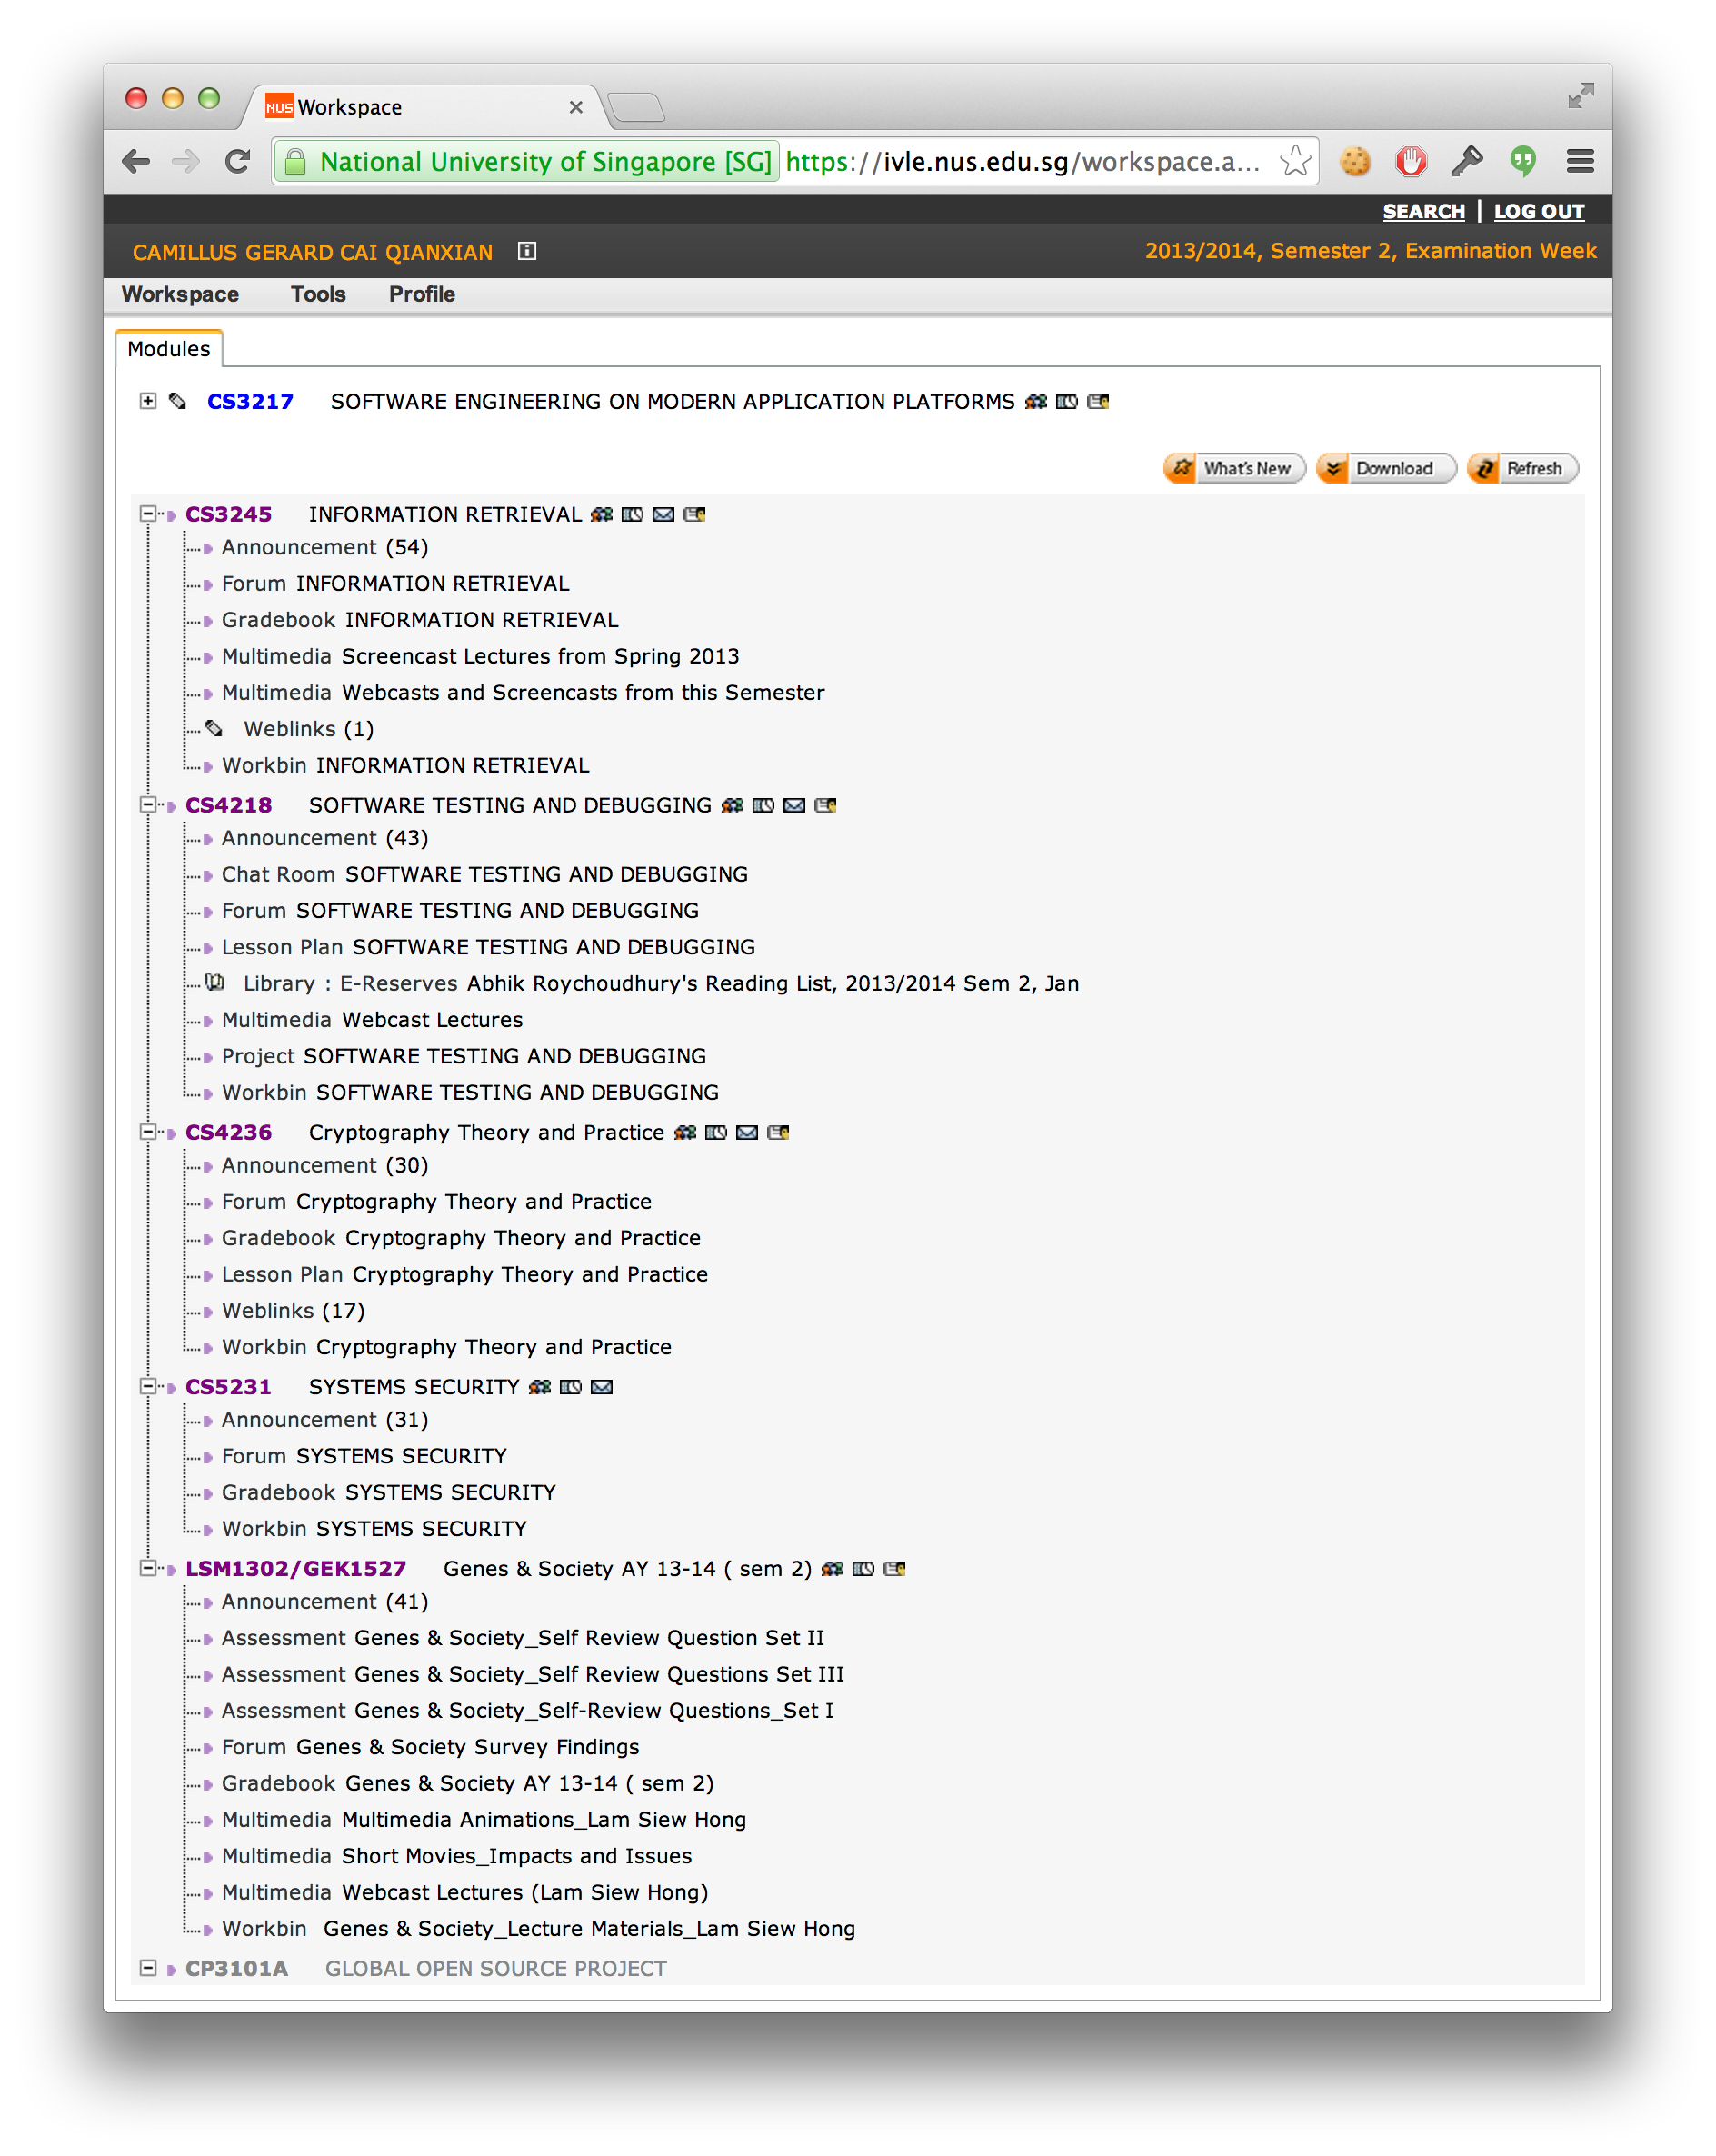 NUS Workspace
National University of Singapore [SG] https://ivle.nus.edu.sg/workspace.a...
SEARCH | LOG OUT
CAMILLUS GERARD CAI QIANXIAN 2013/2014, Semester 2, Examination Week
Workspace Tools Profile
Modules
CS3217 SOFTWARE ENGINEERING ON MODERN APPLICATION PLATFORMS
What's New Download Refresh
CS3245 INFORMATION RETRIEVAL
Announcement (54)
Forum INFORMATION RETRIEVAL
Gradebook INFORMATION RETRIEVAL
Multimedia Screencast Lectures from Spring 2013
Multimedia Webcasts and Screencasts from this Semester
Weblinks (1)
Workbin INFORMATION RETRIEVAL
CS4218 SOFTWARE TESTING AND DEBUGGING
Announcement (43)
Chat Room SOFTWARE TESTING AND DEBUGGING
Forum SOFTWARE TESTING AND DEBUGGING
Lesson Plan SOFTWARE TESTING AND DEBUGGING
Library : E-Reserves Abhik Roychoudhury's Reading List, 2013/2014 Sem 2, Jan
Multimedia Webcast Lectures
Project SOFTWARE TESTING AND DEBUGGING
Workbin SOFTWARE TESTING AND DEBUGGING
CS4236 Cryptography Theory and Practice
Announcement (30)
Forum Cryptography Theory and Practice
Gradebook Cryptography Theory and Practice
Lesson Plan Cryptography Theory and Practice
Weblinks (17)
Workbin Cryptography Theory and Practice
CS5231 SYSTEMS SECURITY
Announcement (31)
Forum SYSTEMS SECURITY
Gradebook SYSTEMS SECURITY
Workbin SYSTEMS SECURITY
LSM1302/GEK1527 Genes & Society AY 13-14 ( sem 2)
Announcement (41)
Assessment Genes & Society_Self Review Question Set II
Assessment Genes & Society_Self Review Questions Set III
Assessment Genes & Society_Self-Review Questions_Set I
Forum Genes & Society Survey Findings
Gradebook Genes & Society AY 13-14 ( sem 2)
Multimedia Multimedia Animations_Lam Siew Hong
Multimedia Short Movies_Impacts and Issues
Multimedia Webcast Lectures (Lam Siew Hong)
Workbin Genes & Society_Lecture Materials_Lam Siew Hong
CP3101A GLOBAL OPEN SOURCE PROJECT